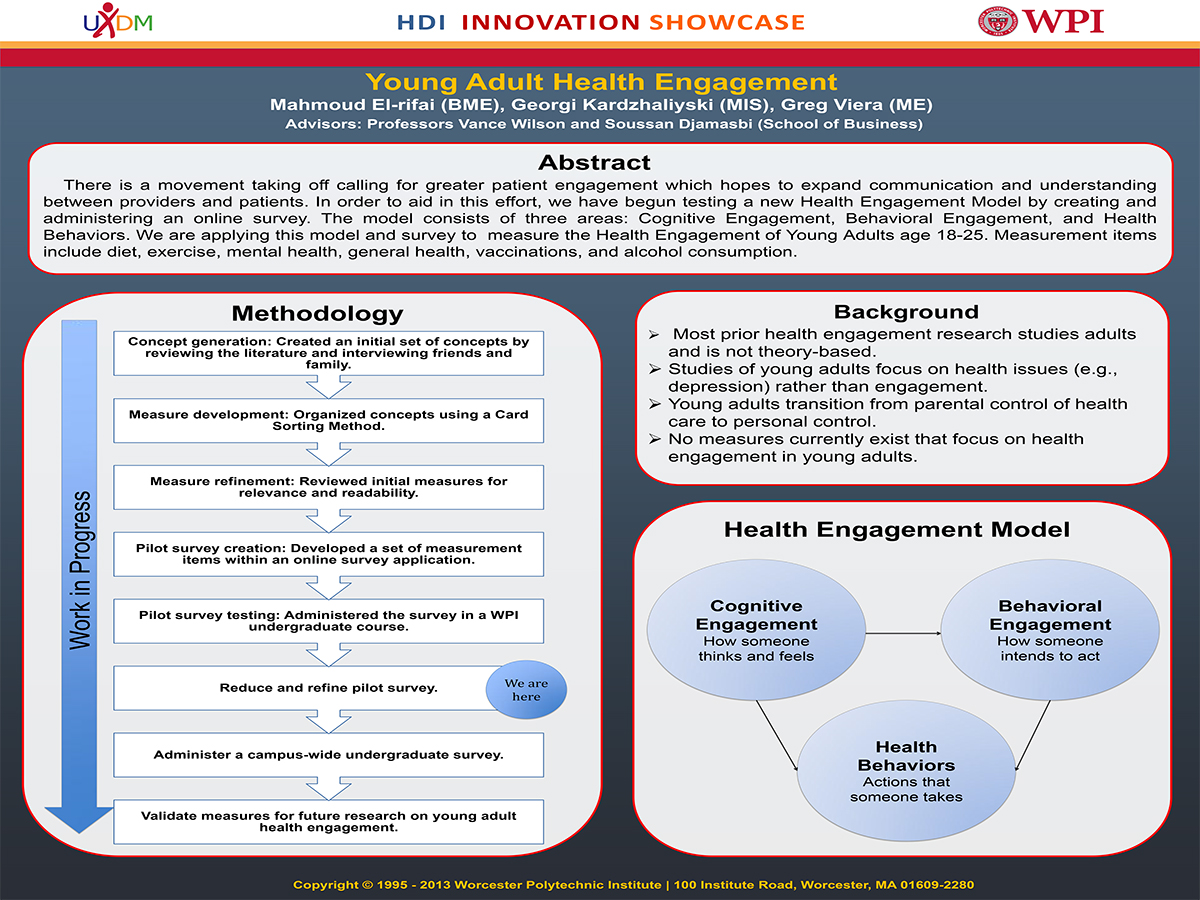 UXDM
HDI INNOVATION SHOWCASE
WPI
Young Adult Health Engagement
Mahmoud El-rifai (BME), Georgi Kardzhaliyski (MIS), Greg Viera (ME)
Advisors: Professors Vance Wilson and Soussan Djamasbi (School of Business)
Abstract
There is a movement taking off calling for greater patient engagement which hopes to expand communication and understanding
between providers and patients. In order to aid in this effort, we have begun testing a new Health Engagement Model by creating and
administering an online survey. The model consists of three areas: Cognitive Engagement, Behavioral Engagement, and Health
Behaviors. We are applying this model and survey to measure the Health Engagement of Young Adults age 18-25. Measurement items
include diet, exercise, mental health, general health, vaccinations, and alcohol consumption.
Methodology
Work in Progress
Concept generation: Created an initial set of concepts by
reviewing the literature and interviewing friends and
family.
Measure development: Organized concepts using a Card
Sorting Method.
Measure refinement: Reviewed initial measures for
relevance and readability.
Pilot survey creation: Developed a set of measurement
items within an online survey application.
Pilot survey testing: Administered the survey in a WPI
undergraduate course.
Reduce and refine pilot survey.
We are
here
Administer a campus-wide undergraduate survey.
Validate measures for future research on young adult
health engagement.
Background
➢ Most prior health engagement research studies adults
and is not theory-based.
➢ Studies of young adults focus on health issues (e.g.,
depression) rather than engagement.
➢ Young adults transition from parental control of health
care to personal control.
➢ No measures currently exist that focus on health
engagement in young adults.
Health Engagement Model
Cognitive
Engagement
How someone
thinks and feels
Behavioral
Engagement
How someone
intends to act
Health
Behaviors
Actions that
someone takes
Copyright © 1995 - 2013 Worcester Polytechnic Institute | 100 Institute Road, Worcester, MA 01609-2280